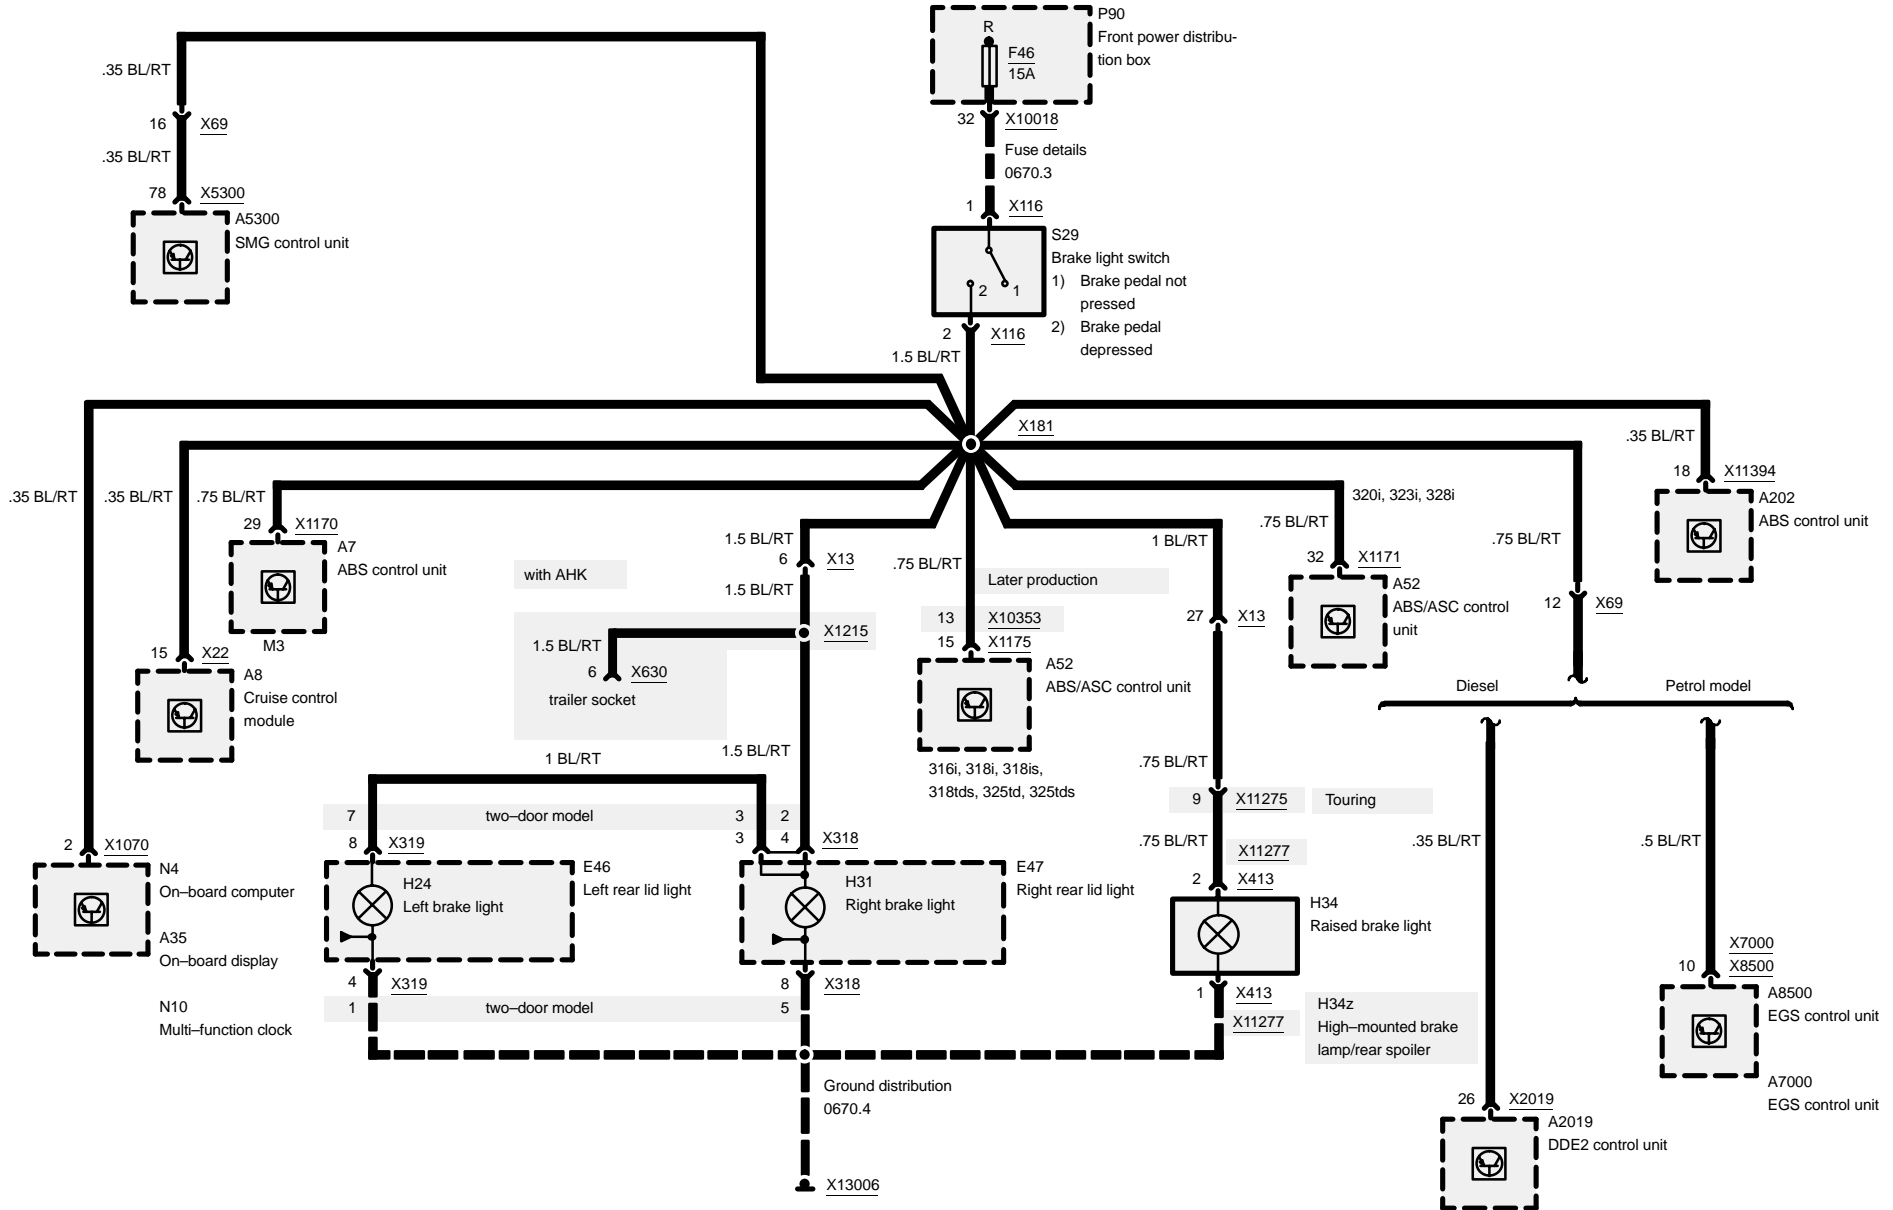 P90
Front power distribu-
tion box
R
F46
15A
32 X10018
Fuse details
0670.3
1 X116
S29
Brake light switch
1) Brake pedal not
pressed
2) Brake pedal
depressed
2 1
2 X116
1.5 BL/RT
.35 BL/RT
16 X69
.35 BL/RT
78 X5300
A5300
SMG control unit
X181
.35 BL/RT
2 X1070
N4
On–board computer
A35
On–board display
N10
Multi–function clock
.35 BL/RT
15 X22
A8
Cruise control
module
.75 BL/RT
29 X1170
A7
ABS control unit
M3
1.5 BL/RT
6 X13
1.5 BL/RT
with AHK
X1215
1.5 BL/RT
6 X630
trailer socket
1.5 BL/RT
1 BL/RT
7 two–door model 3 2
8 X319
3 4 X318
E46
Left rear lid light
H24
Left brake light
E47
Right rear lid light
H31
Right brake light
4 X319
8 X318
1 two–door model 5
Ground distribution
0670.4
X13006
.75 BL/RT
Later production
13 X10353
15 X1175
A52
ABS/ASC control unit
316i, 318i, 318is,
318tds, 325td, 325tds
1 BL/RT
27 X13
.75 BL/RT
9 X11275 Touring
.75 BL/RT
X11277
2 X413
H34
Raised brake light
1 X413
X11277
H34z
High–mounted brake
lamp/rear spoiler
320i, 323i, 328i
.75 BL/RT
32 X1171
A52
ABS/ASC control
unit
.75 BL/RT
12 X69
Diesel Petrol model
.35 BL/RT
26 X2019
A2019
DDE2 control unit
.5 BL/RT
X7000
10 X8500
A8500
EGS control unit
A7000
EGS control unit
.35 BL/RT
18 X11394
A202
ABS control unit